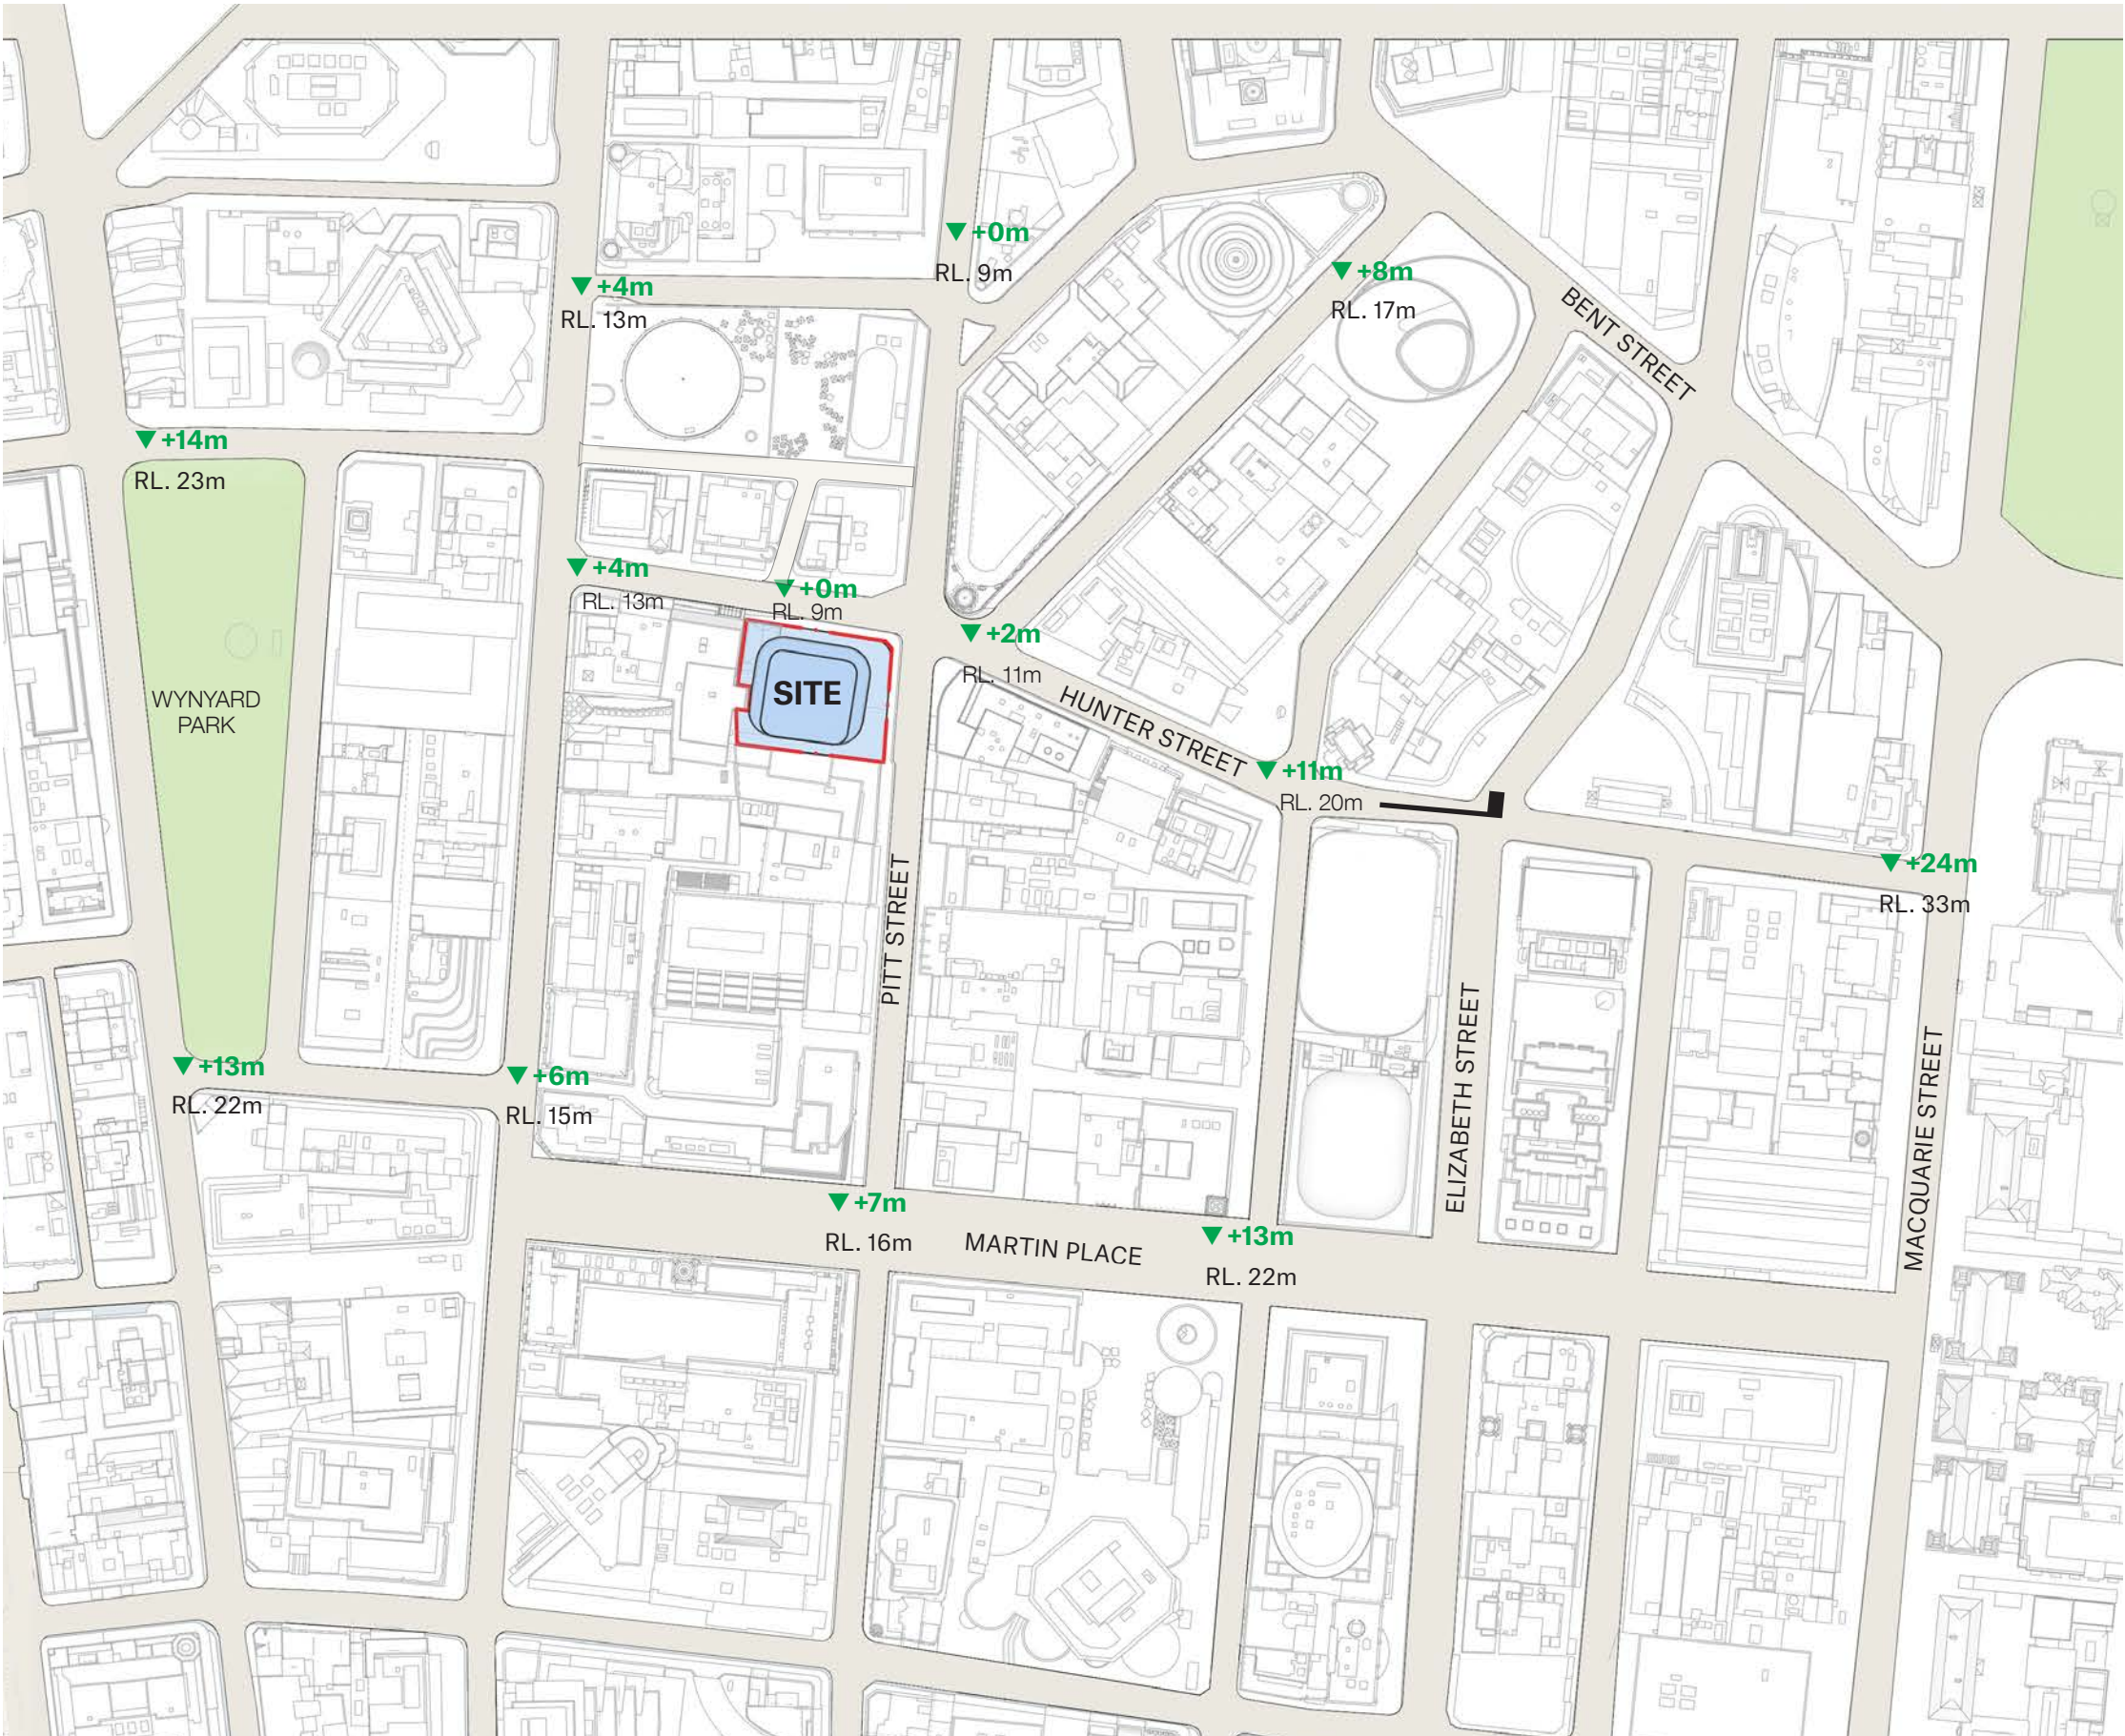 +0m
RL. 9m
+4m
RL. 13m
+8m
RL. 17m
BENT STREET
+14m
RL. 23m
+4m
RL. 13m
+0m
RL. 9m
+2m
RL. 11m
SITE
WYNYARD
PARK
HUNTER STREET
+11m
RL. 20m
+24m
RL. 33m
PITT STREET
ELIZABETH STREET
MACQUARIE STREET
+13m
RL. 22m
+6m
RL. 15m
+7m
RL. 16m
MARTIN PLACE
+13m
RL. 22m